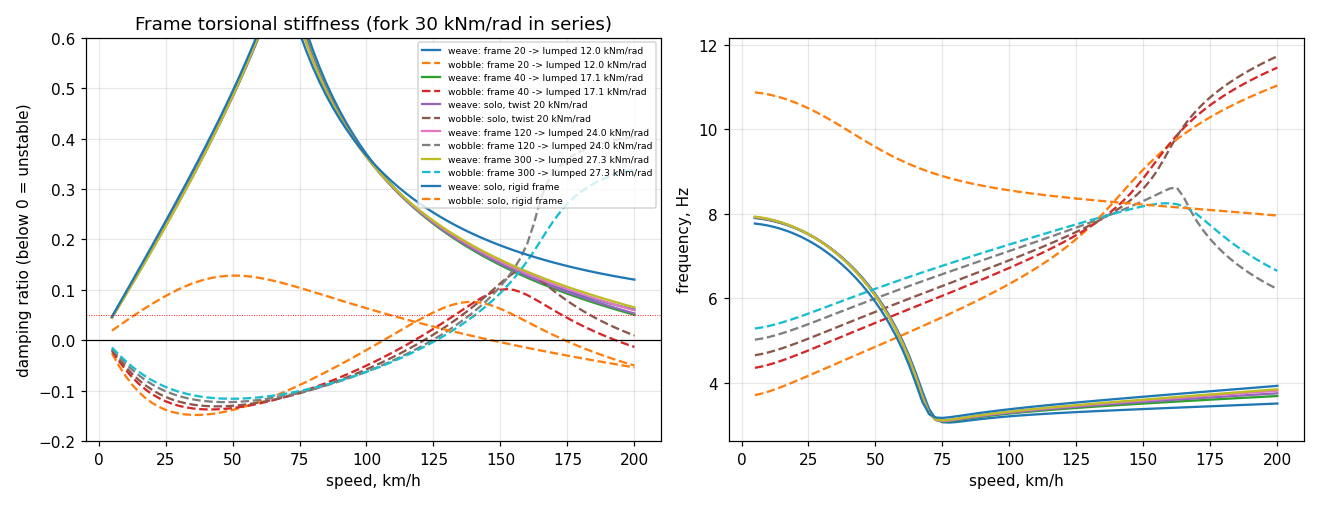 Frame torsional stiffness (fork 30 kNm/rad in series)
damping ratio (below 0 = unstable)
0.6
0.5
0.4
0.3
0.2
0.1
0.0
−0.1
−0.2
weave: frame 20 -> lumped 12.0 kNm/rad
wobble: frame 20 -> lumped 12.0 kNm/rad
weave: frame 40 -> lumped 17.1 kNm/rad
wobble: frame 40 -> lumped 17.1 kNm/rad
weave: solo, twist 20 kNm/rad
wobble: solo, twist 20 kNm/rad
weave: frame 120 -> lumped 24.0 kNm/rad
wobble: frame 120 -> lumped 24.0 kNm/rad
weave: frame 300 -> lumped 27.3 kNm/rad
wobble: frame 300 -> lumped 27.3 kNm/rad
weave: solo, rigid frame
wobble: solo, rigid frame
0 25 50 75 100 125 150 175 200
speed, km/h
frequency, Hz
12
10
8
6
4
0 25 50 75 100 125 150 175 200
speed, km/h